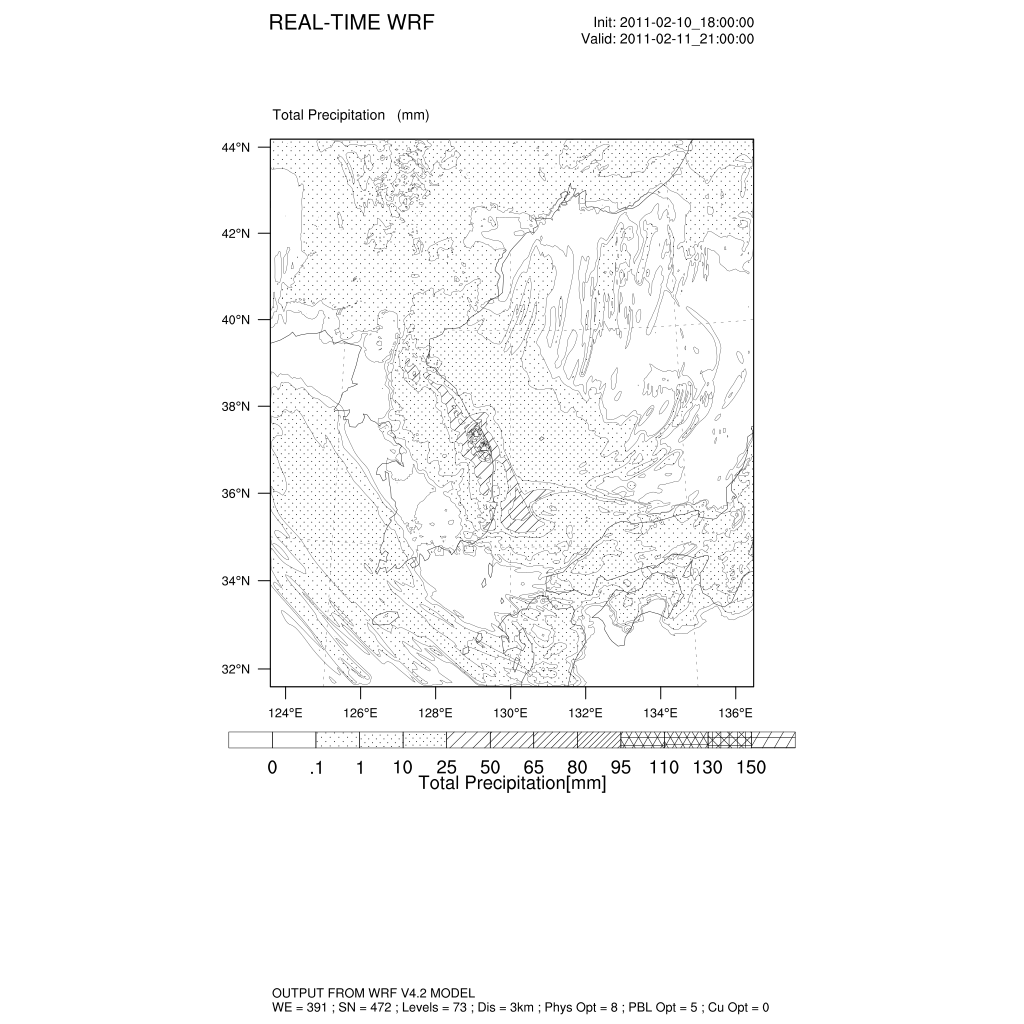 REAL-TIME WRF
Init: 2011-02-10_18:00:00
Valid: 2011-02-11_21:00:00
Total Precipitation (mm)
44°N
42°N
40°N
38°N
36°N
34°N
32°N
124°E 126°E 128°E 130°E 132°E 134°E 136°E
0 .1 1 10 25 50 65 80 95 110 130 150
Total Precipitation[mm]
OUTPUT FROM WRF V4.2 MODEL
WE = 391 ; SN = 472 ; Levels = 73 ; Dis = 3km ; Phys Opt = 8 ; PBL Opt = 5 ; Cu Opt = 0